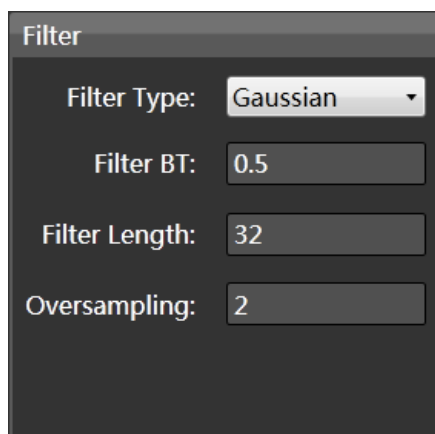 Filter
Filter Type: Gaussian
Filter BT: 0.5
Filter Length: 32
Oversampling: 2